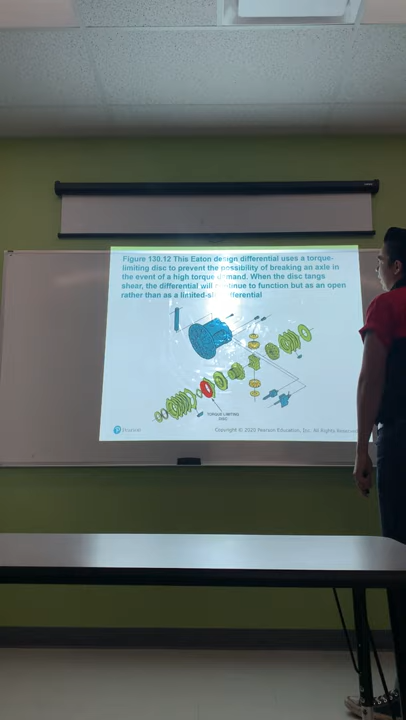 Figure 130.12 This Eaton design differential uses a torque-
limiting disc to prevent the possibility of breaking an axle in
the event of a high torque demand. When the disc tangs
shear, the differential will continue to function but as an open
rather than as a limited-slip differential
TORQUE LIMITING
DISC
Pearson
Copyright © 2020 Pearson Education, Inc. All Rights Reserved